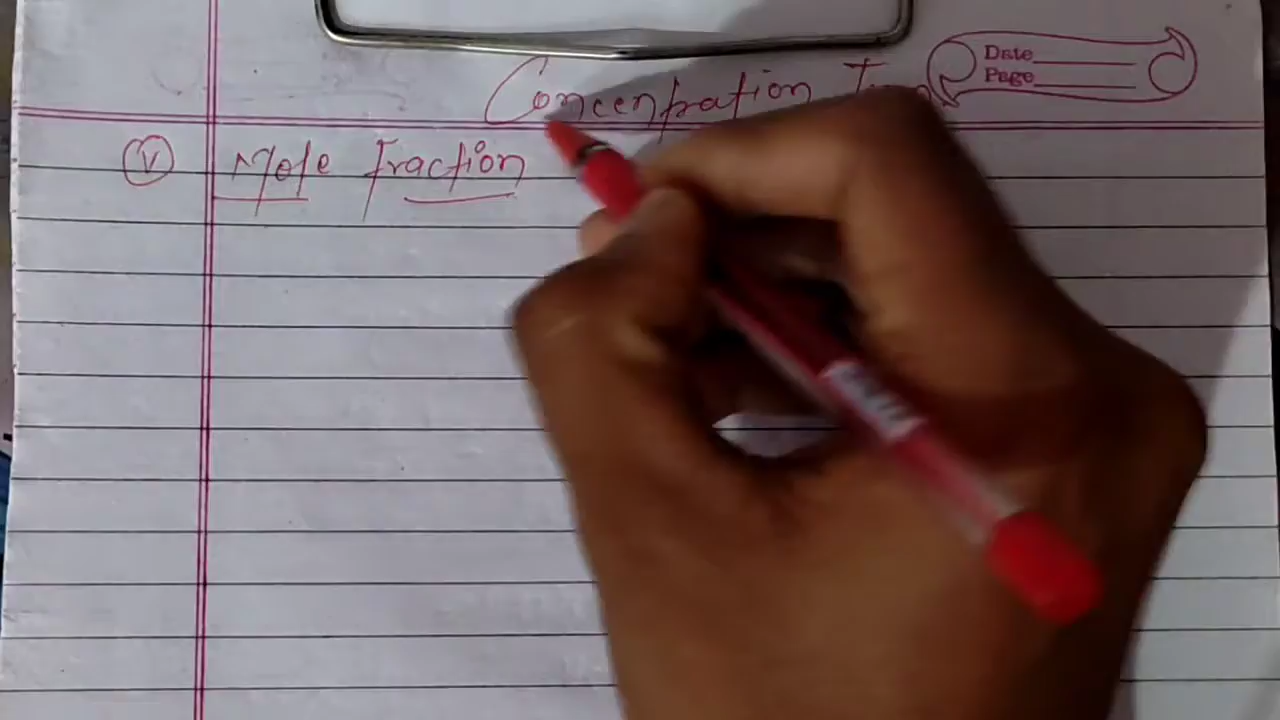 Concentration
Date
Page
(v) Mole fraction